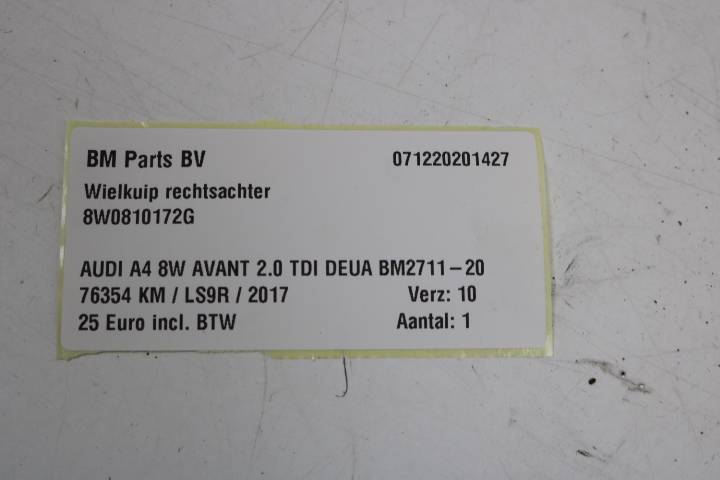 BM Parts BV 071220201427
Wielkuip rechtsachter
8W0810172G
AUDI A4 8W AVANT 2.0 TDI DEUA BM2711-20
76354 KM / LS9R / 2017 Verz: 10
25 Euro incl. BTW Aantal: 1